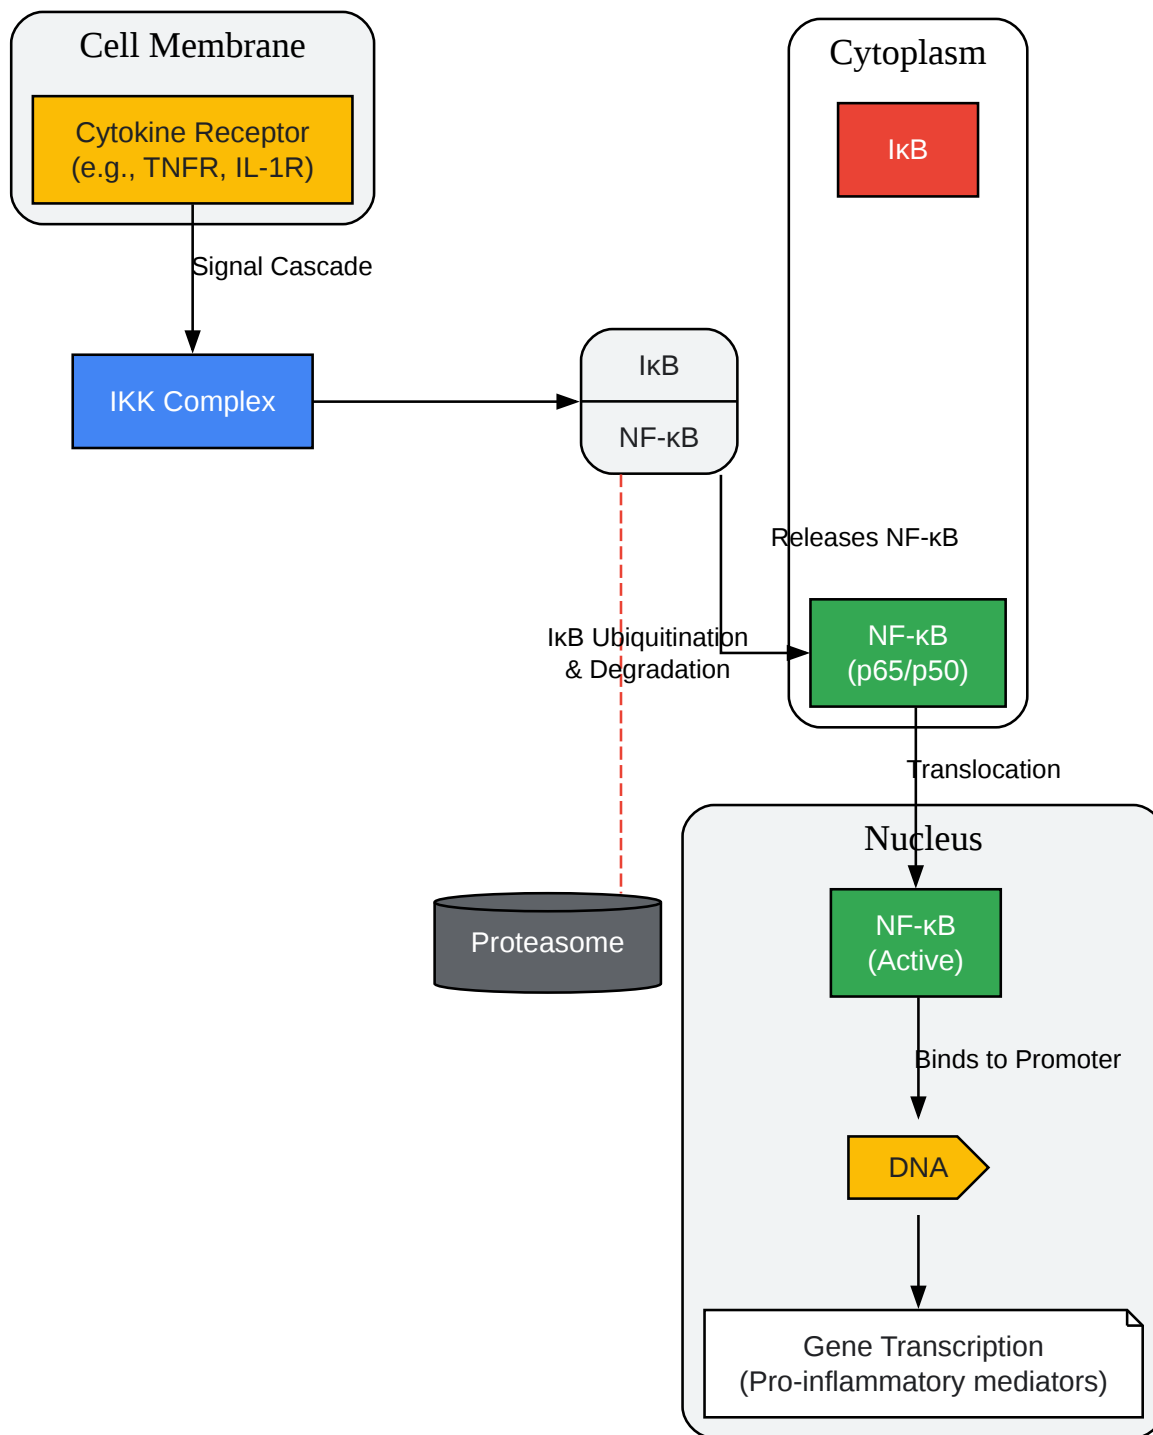 Cell Membrane
Cytokine Receptor
(e.g., TNFR, IL-1R)
Signal Cascade
IKK Complex
IκB
NF-κB
Cytoplasm
IκB
Releases NF-κB
IκB Ubiquitination
& Degradation
NF-κB
(p65/p50)
Translocation
Proteasome
Nucleus
NF-κB
(Active)
Binds to Promoter
DNA
Gene Transcription
(Pro-inflammatory mediators)